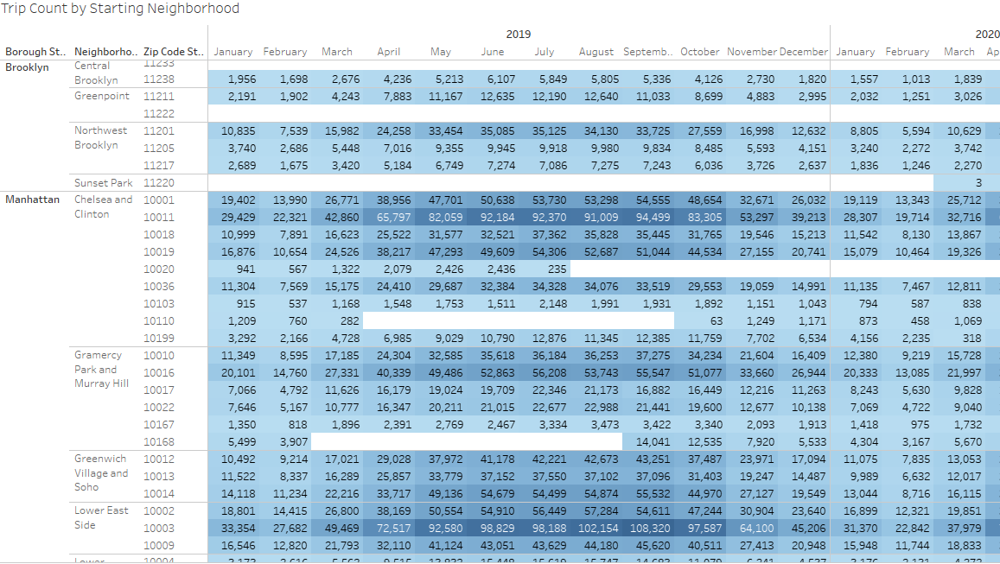 Trip Count by Starting Neighborhood
2019 2020
Borough St.. Neighborho.. Zip Code St.. January February March April May June July August Septemb.. October November December January February March Ap
Brooklyn Central 11233
Brooklyn 11238 1,956 1,698 2,676 4,236 5,213 6,107 5,849 5,805 5,336 4,126 2,730 1,820 1,557 1,013 1,839
Greenpoint 11211 2,191 1,902 4,243 7,883 11,167 12,635 12,190 12,640 11,033 8,699 4,883 2,995 2,032 1,251 3,026
11222
Northwest 11201 10,835 7,539 15,982 24,258 33,454 35,085 35,125 34,130 33,725 27,559 16,998 12,632 8,805 5,594 10,629
Brooklyn 11205 3,740 2,686 5,448 7,016 9,355 9,945 9,918 9,980 9,834 8,485 5,593 4,151 3,240 2,272 3,742
11217 2,689 1,675 3,420 5,184 6,749 7,274 7,086 7,275 7,243 6,036 3,726 2,637 1,836 1,246 2,270
Sunset Park 11220 3
Manhattan Chelsea and 10001 19,402 13,990 26,771 38,956 47,701 50,638 53,730 53,298 54,555 48,654 32,671 26,032 19,119 13,343 25,712
Clinton 10011 29,429 22,321 42,860 65,797 82,059 92,184 92,370 91,009 94,499 83,305 53,297 39,213 28,307 19,714 32,716
10018 10,999 7,891 16,623 25,522 31,577 32,521 37,362 35,828 35,445 31,765 19,546 15,213 11,542 8,130 13,867
10019 16,876 10,654 24,526 38,217 47,293 49,609 54,306 52,687 51,044 44,534 27,155 20,741 15,079 10,464 19,326
10020 941 567 1,322 2,079 2,426 2,436 235
10036 11,304 7,569 15,175 24,410 29,687 32,384 34,328 34,076 33,519 29,553 19,059 14,991 11,135 7,467 12,811
10103 915 537 1,168 1,548 1,753 1,511 2,148 1,991 1,931 1,892 1,151 1,043 794 587 838
10110 1,209 760 282 63 1,249 1,171 873 458 1,069
10199 3,292 2,166 4,728 6,985 9,029 10,790 12,876 11,345 12,385 11,759 7,702 6,534 4,156 2,235 318
Gramercy 10010 11,349 8,595 17,185 24,304 32,585 35,618 36,184 36,253 37,275 34,234 21,604 16,409 12,380 9,219 15,728
Park and 10016 20,101 14,760 27,331 40,339 49,486 52,863 56,208 53,743 55,547 51,077 33,660 26,944 20,333 13,085 21,997
Murray Hill 10017 7,066 4,792 11,626 16,179 19,024 19,709 22,346 21,173 16,882 16,449 12,216 11,263 8,243 5,630 9,828
10022 7,646 5,167 10,777 16,347 20,211 21,015 22,677 22,988 21,441 19,600 12,677 10,138 7,069 4,722 9,040
10167 1,350 818 1,896 2,391 2,769 2,467 3,334 3,473 3,422 3,340 2,093 1,913 1,418 975 1,732
10168 5,499 3,907 14,041 12,535 7,920 5,533 4,304 3,167 5,670
Greenwich 10012 10,492 9,214 17,021 29,028 37,972 41,178 42,221 42,673 43,251 37,487 23,971 17,094 11,075 7,835 13,053
Village and 10013 11,522 8,337 16,289 25,857 33,779 37,152 37,550 37,102 37,096 31,403 19,247 14,487 9,989 6,632 12,017
Soho 10014 14,118 11,234 22,216 33,717 49,136 54,679 54,499 54,874 55,532 44,970 27,127 19,549 13,044 8,716 16,115
Lower East 10002 18,801 14,415 26,800 38,169 50,554 54,910 56,449 57,284 54,611 47,244 30,904 23,640 16,899 12,321 19,851
Side 10003 33,354 27,682 49,469 72,517 92,580 98,829 98,188 102,154 108,320 97,587 64,100 45,206 31,370 22,842 37,979
10009 16,546 12,820 21,793 32,110 41,124 43,051 43,629 44,180 45,620 40,511 27,413 20,948 15,948 11,744 18,833
Lower 10004